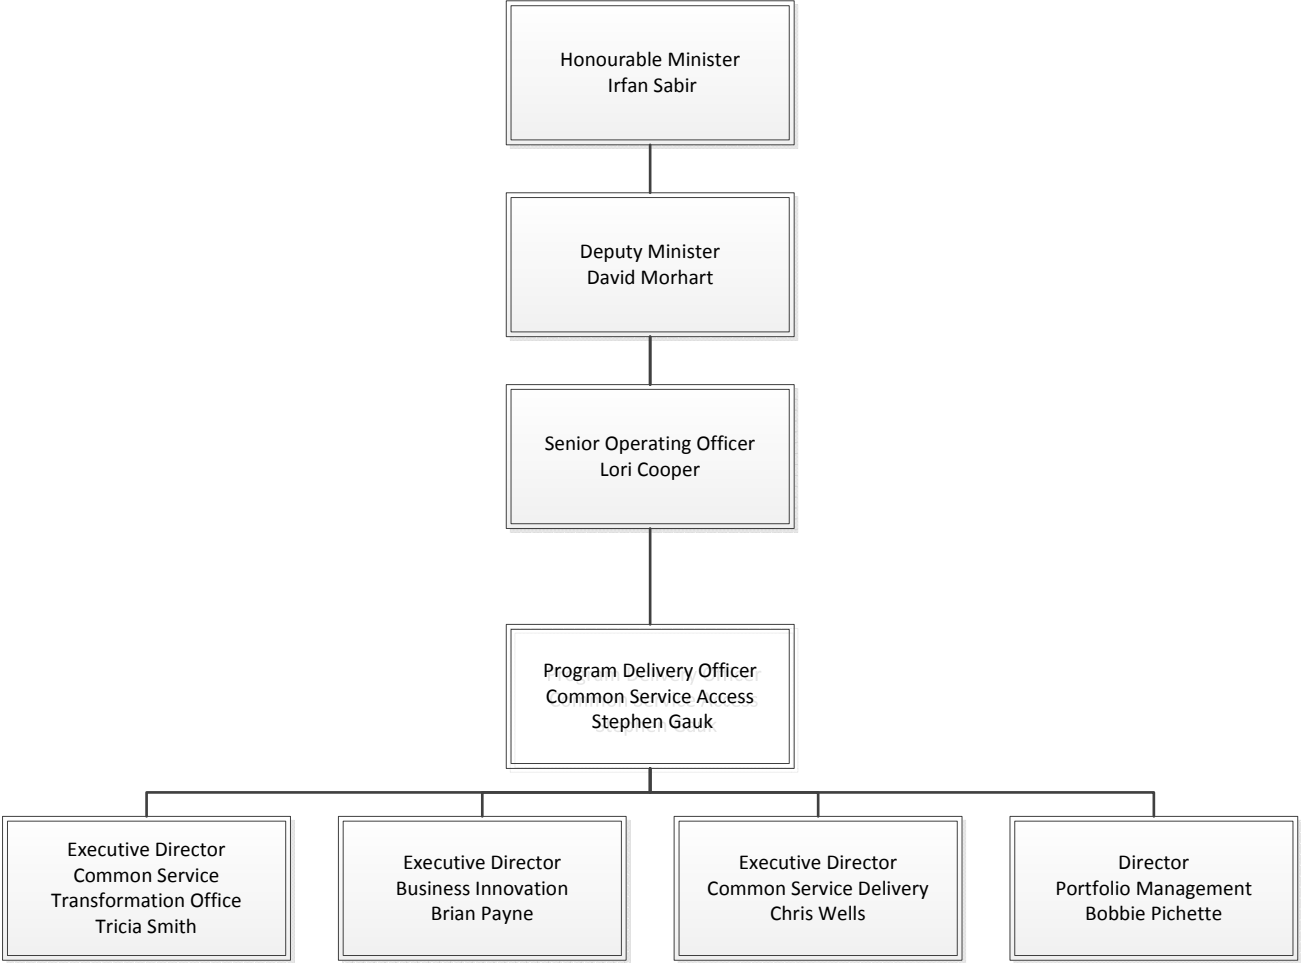 Honourable Minister
Irfan Sabir
Deputy Minister
David Morhart
Senior Operating Officer
Lori Cooper
Program Delivery Officer
Common Service Access
Stephen Gauk
Executive Director
Common Service
Transformation Office
Tricia Smith
Executive Director
Business Innovation
Brian Payne
Executive Director
Common Service Delivery
Chris Wells
Director
Portfolio Management
Bobbie Pichette